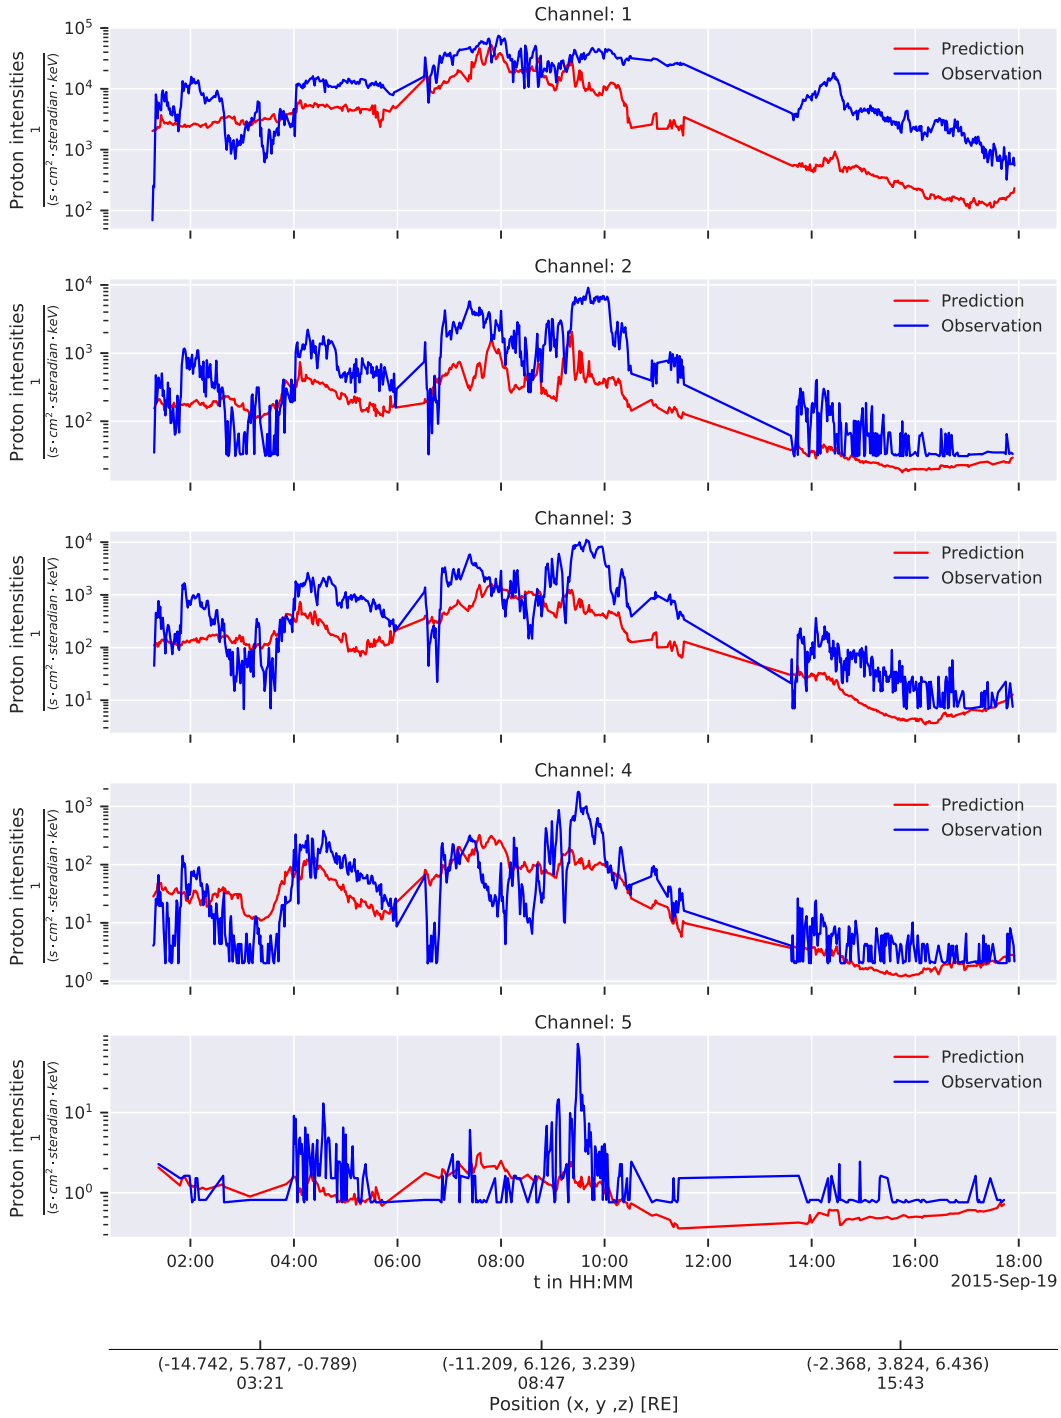 Channel: 1
10⁵
10⁴
10³
10²
Proton intensities
1
(s · cm² · steradian · keV)
Prediction
Observation
Channel: 2
10⁴
10³
10²
Proton intensities
1
(s · cm² · steradian · keV)
Prediction
Observation
Channel: 3
10⁴
10³
10²
10¹
Proton intensities
1
(s · cm² · steradian · keV)
Prediction
Observation
Channel: 4
10³
10²
10¹
10⁰
Proton intensities
1
(s · cm² · steradian · keV)
Prediction
Observation
Channel: 5
10¹
10⁰
Proton intensities
1
(s · cm² · steradian · keV)
Prediction
Observation
02:00 04:00 06:00 08:00 10:00 12:00 14:00 16:00 18:00
t in HH:MM
2015-Sep-19
(-14.742, 5.787, -0.789) (-11.209, 6.126, 3.239) (-2.368, 3.824, 6.436)
03:21 08:47 15:43
Position (x, y ,z) [RE]